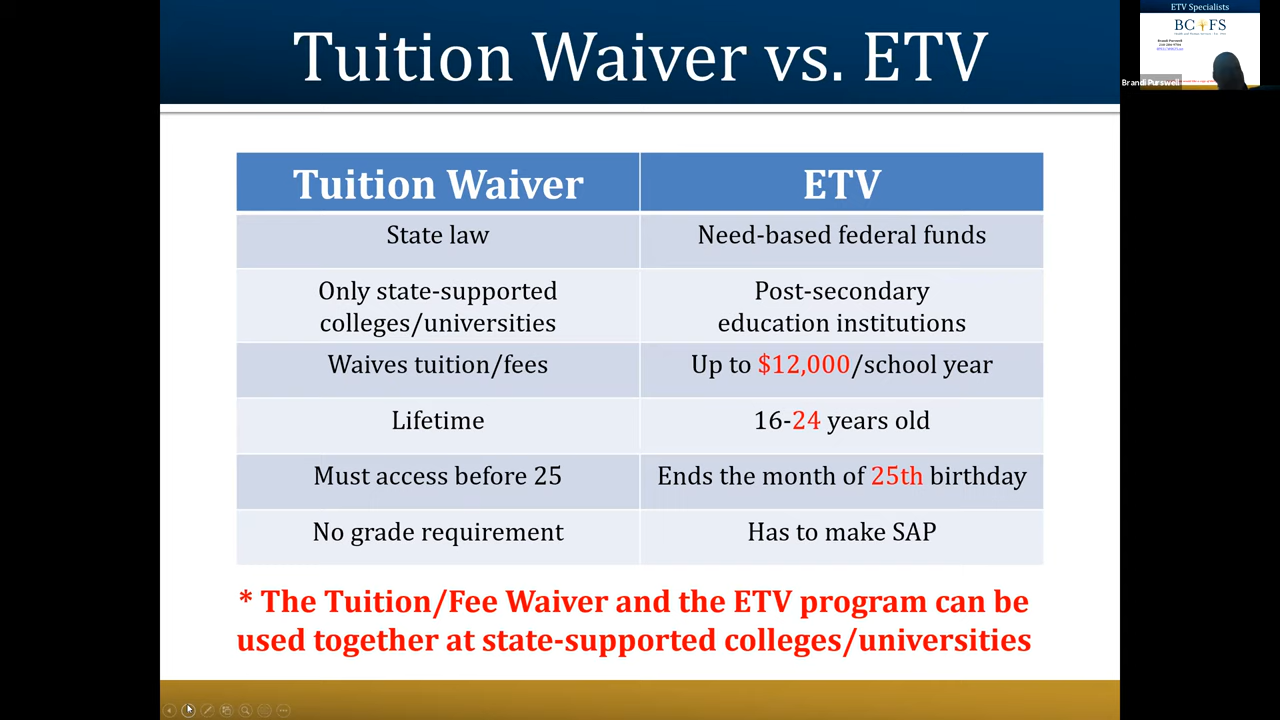 Tuition Waiver vs. ETV
Tuition Waiver
ETV
State law
Need-based federal funds
Only state-supported
colleges/universities
Post-secondary
education institutions
Waives tuition/fees
Up to $12,000/school year
Lifetime
16-24 years old
Must access before 25
Ends the month of 25th birthday
No grade requirement
Has to make SAP
* The Tuition/Fee Waiver and the ETV program can be
used together at state-supported colleges/universities
ETV Specialists
BC FS
Brandi Purswell
Brandi Purswell